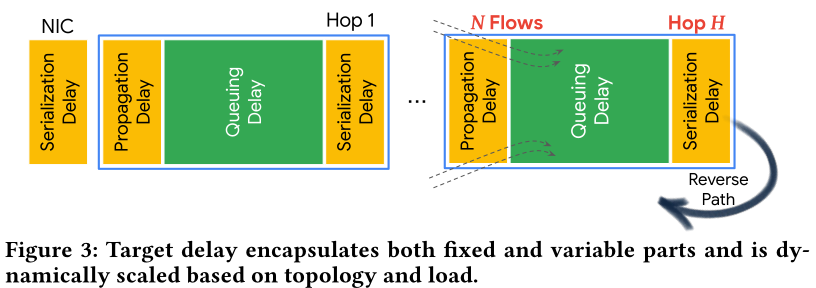 NIC
Hop 1
N Flows
Hop H
Serialization
Delay
Propagation
Delay
Queuing
Delay
Serialization
Delay
...
Propagation
Delay
Queuing
Delay
Serialization
Delay
Reverse
Path
Figure 3: Target delay encapsulates both fixed and variable parts and is dy-
namically scaled based on topology and load.